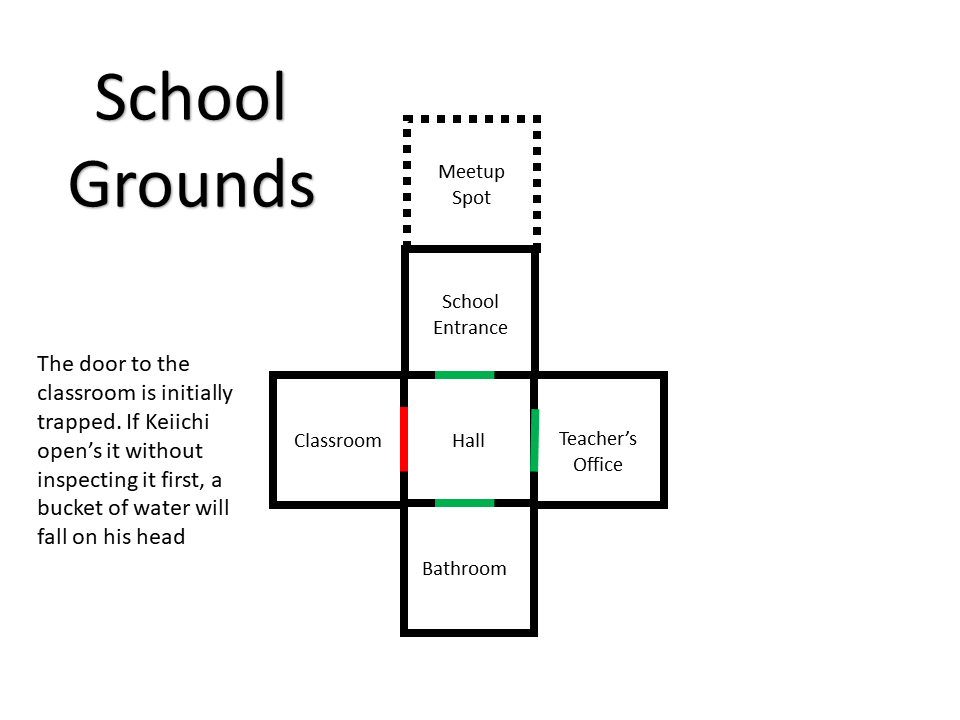 School
Grounds
Meetup
Spot
School
Entrance
The door to the
classroom is initially
trapped. If Keiichi
open's it without
inspecting it first, a
bucket of water will
fall on his head
Classroom
Hall
Teacher's
Office
Bathroom